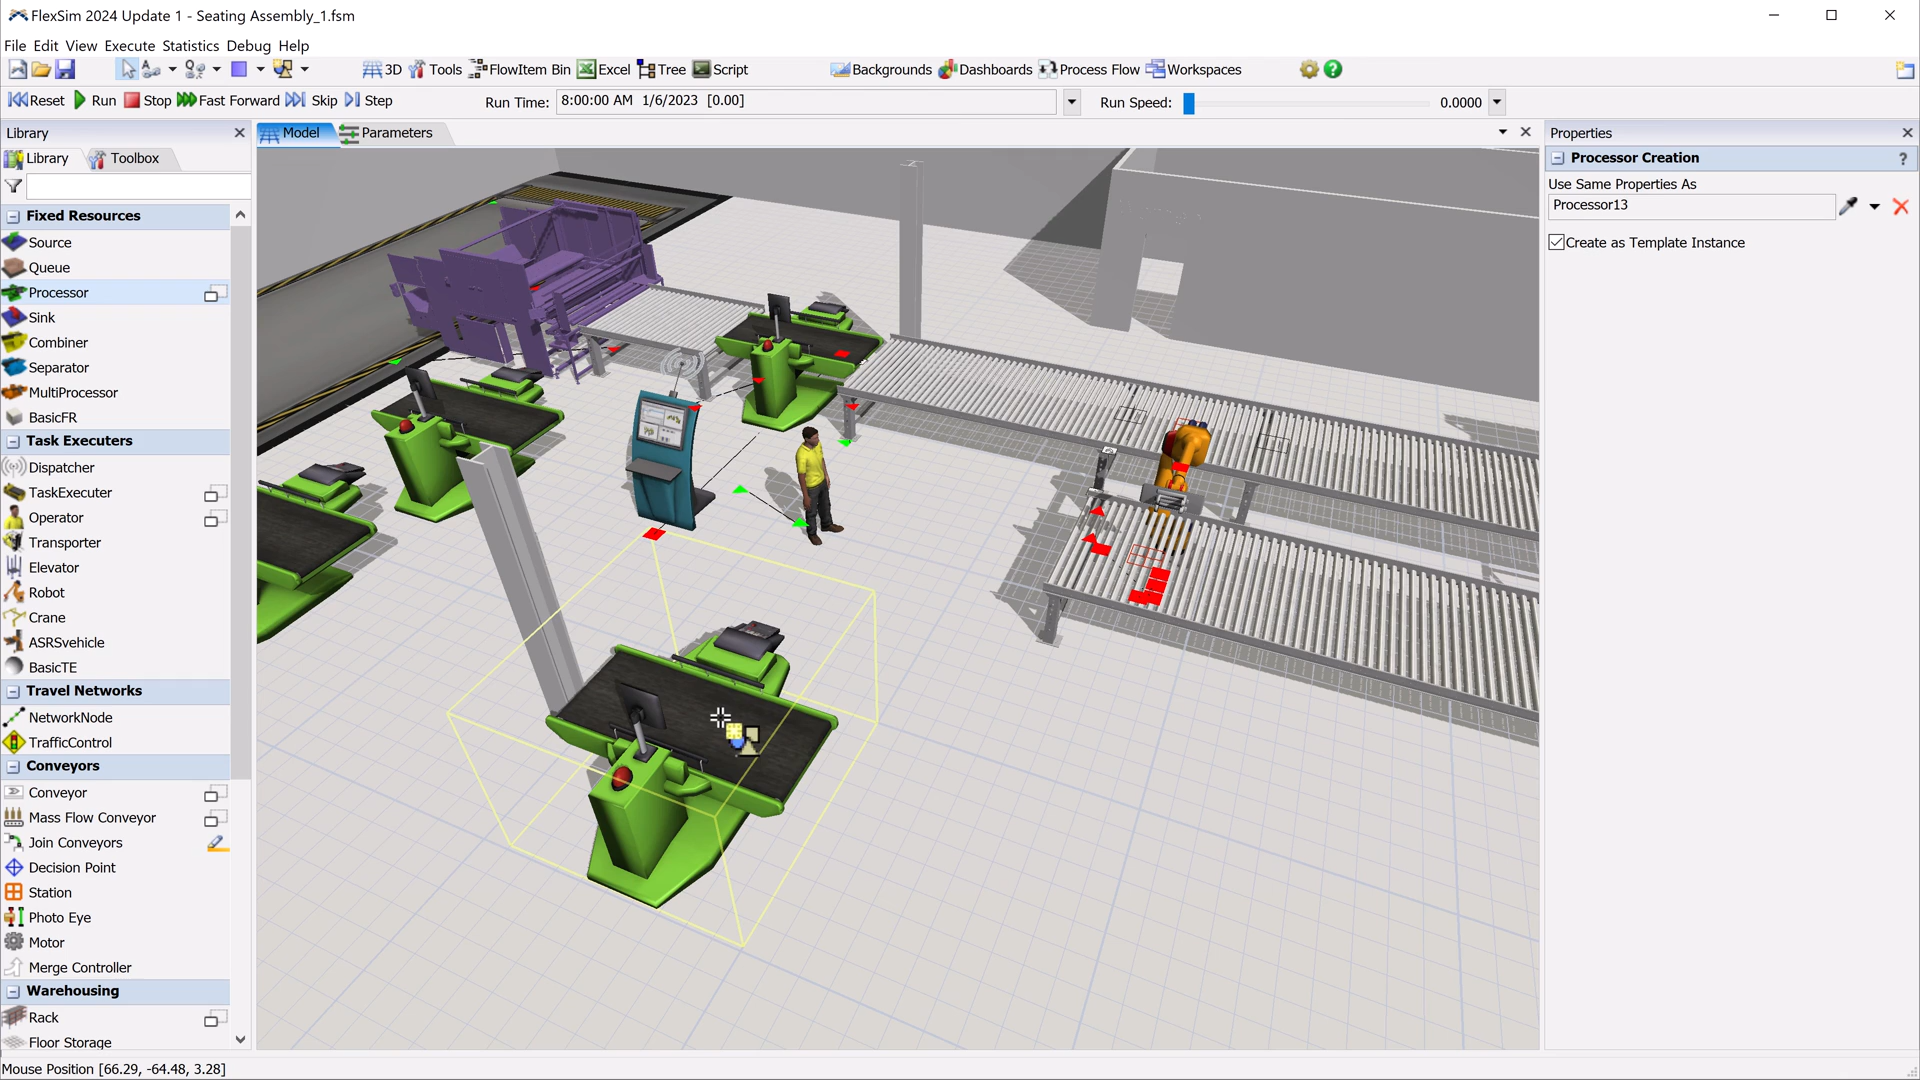 FlexSim 2024 Update 1 - Seating Assembly_1.fsm
File Edit View Execute Statistics Debug Help
3D Tools FlowItem Bin Excel Tree Script Backgrounds Dashboards Process Flow Workspaces
Reset Run Stop Fast Forward Skip Step Run Time: 8:00:00 AM 1/6/2023 [0.00] Run Speed: 0.0000
Library
Library Toolbox
Fixed Resources
Source
Queue
Processor
Sink
Combiner
Separator
MultiProcessor
BasicFR
Task Executers
Dispatcher
TaskExecuter
Operator
Transporter
Elevator
Robot
Crane
ASRSvehicle
BasicTE
Travel Networks
NetworkNode
TrafficControl
Conveyors
Conveyor
Mass Flow Conveyor
Join Conveyors
Decision Point
Station
Photo Eye
Motor
Merge Controller
Warehousing
Rack
Floor Storage
Model Parameters
Properties
Processor Creation
Use Same Properties As
Processor13
Create as Template Instance
Mouse Position [66.29, -64.48, 3.28]